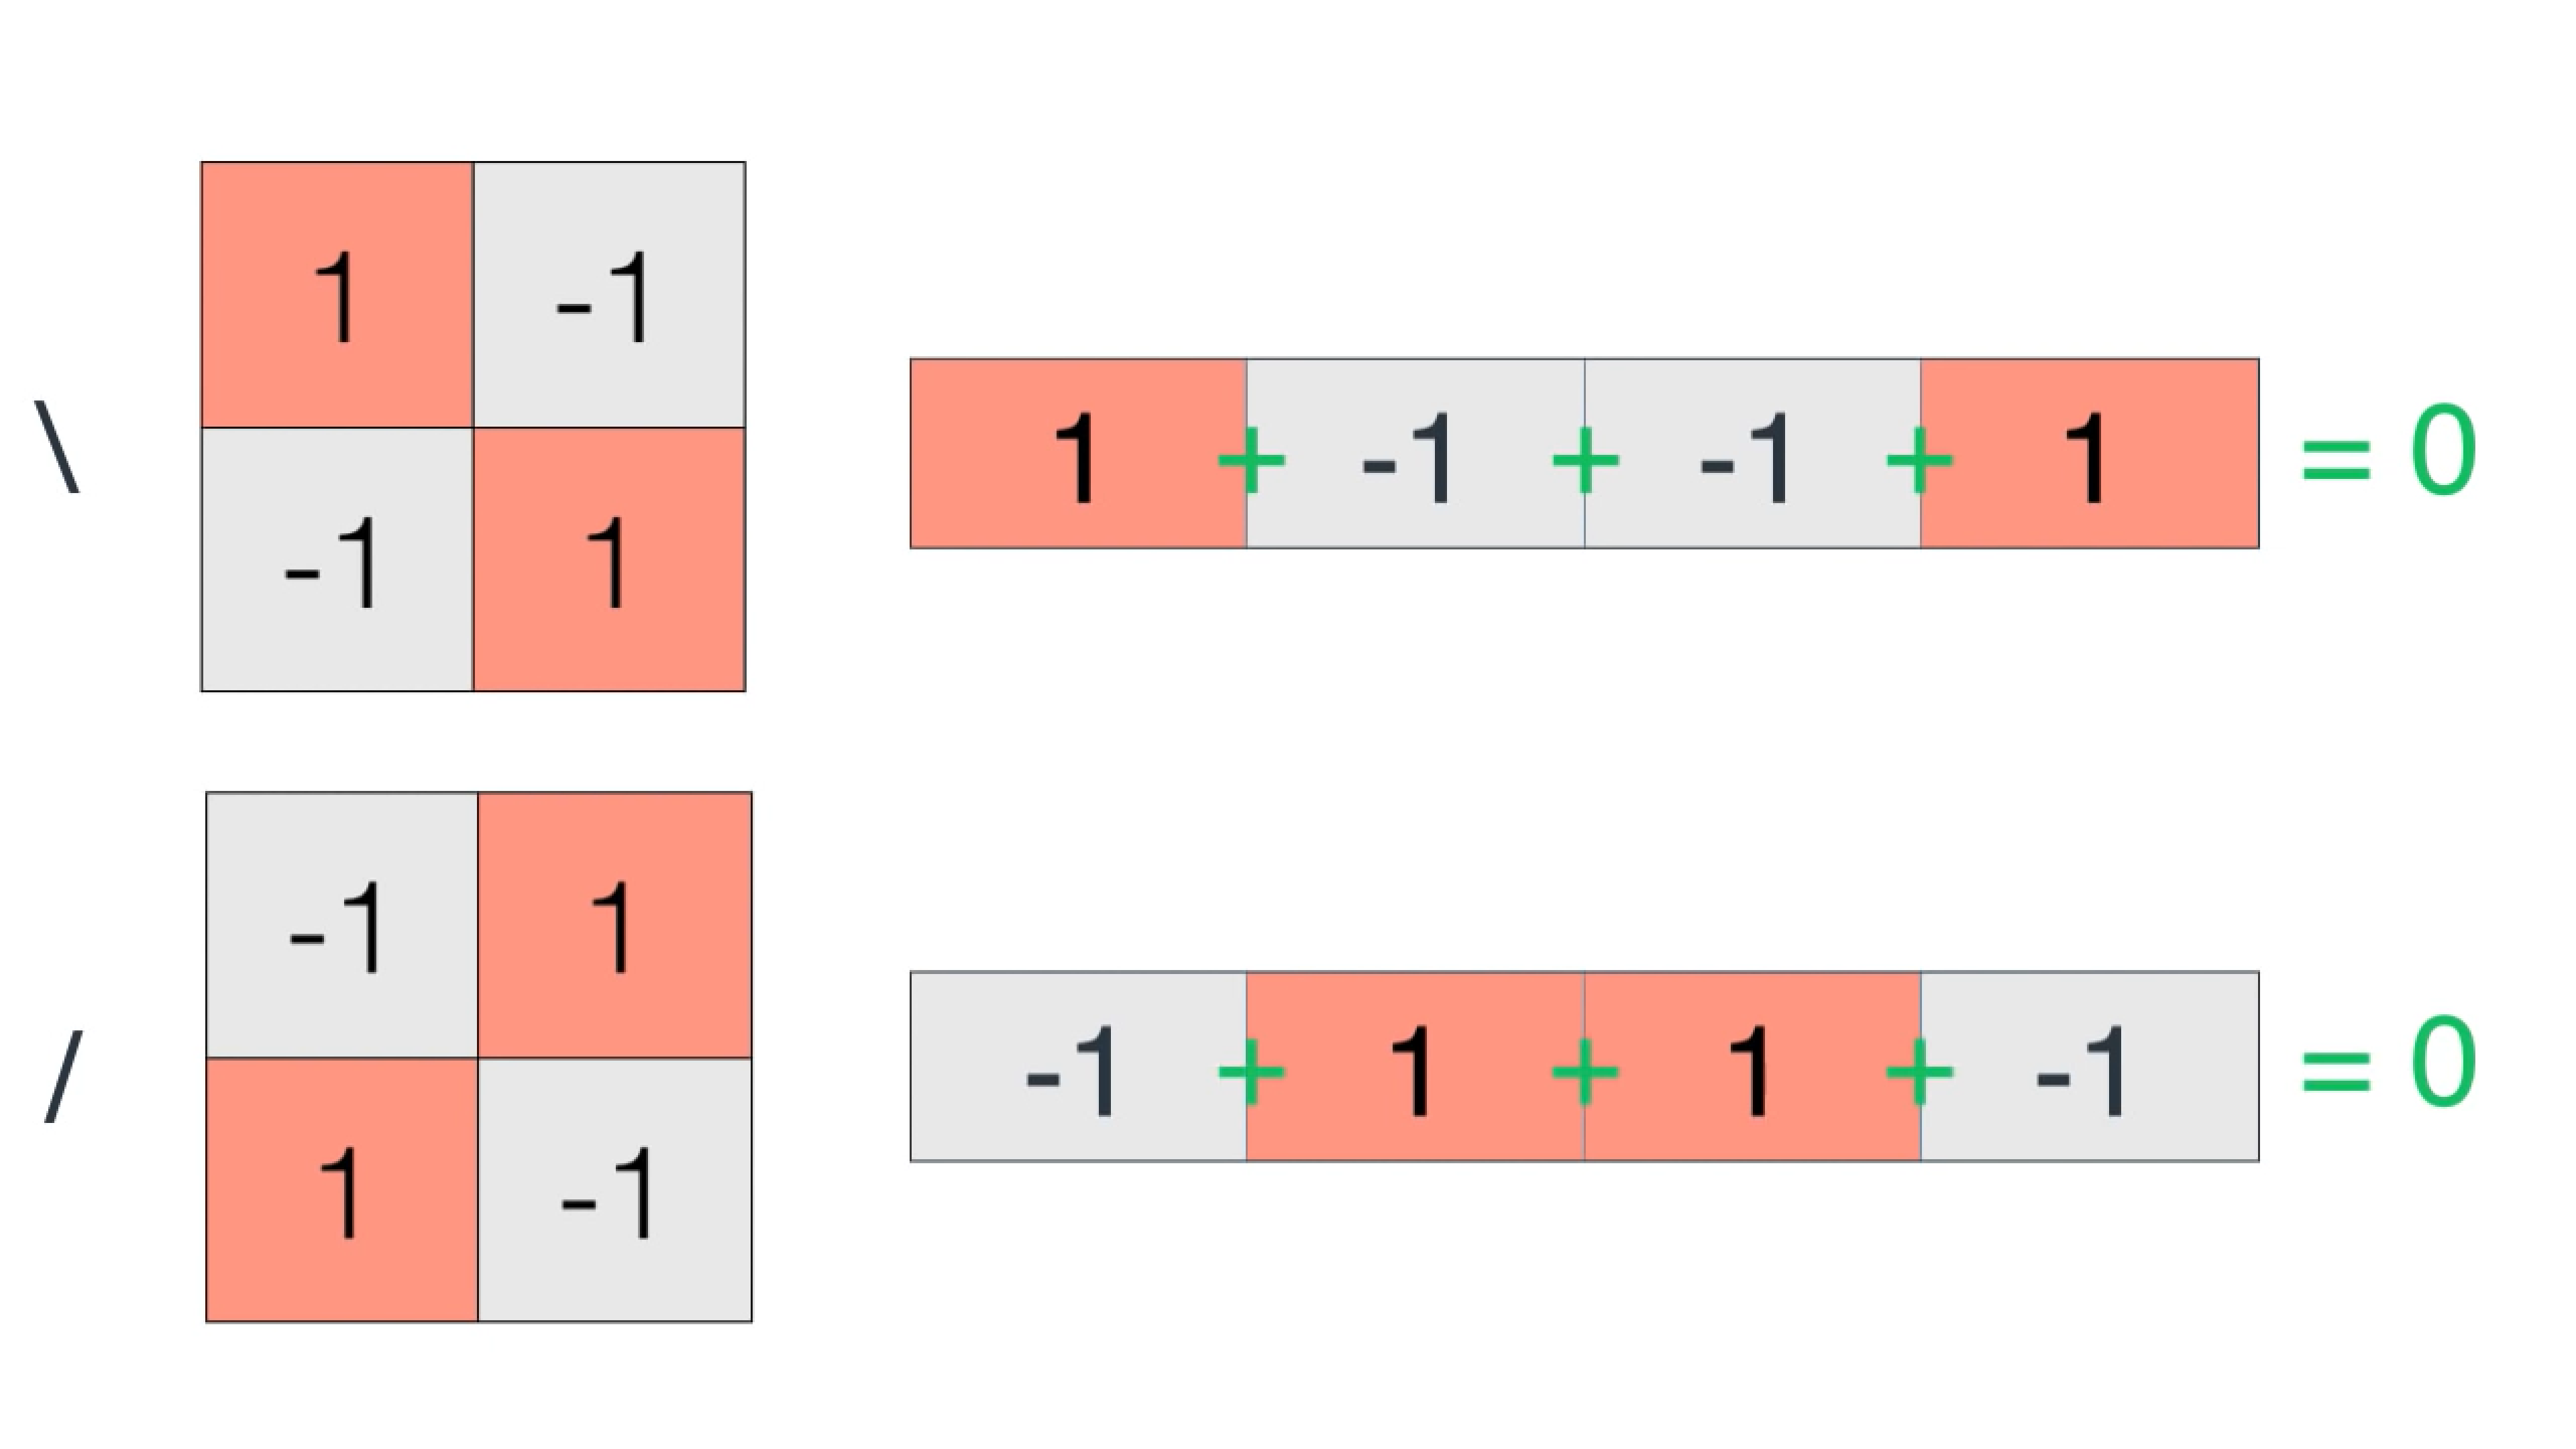 1 -1
\ 1 + -1 + -1 + 1 = 0
-1 1
-1 1
/ -1 + 1 + 1 + -1 = 0
1 -1